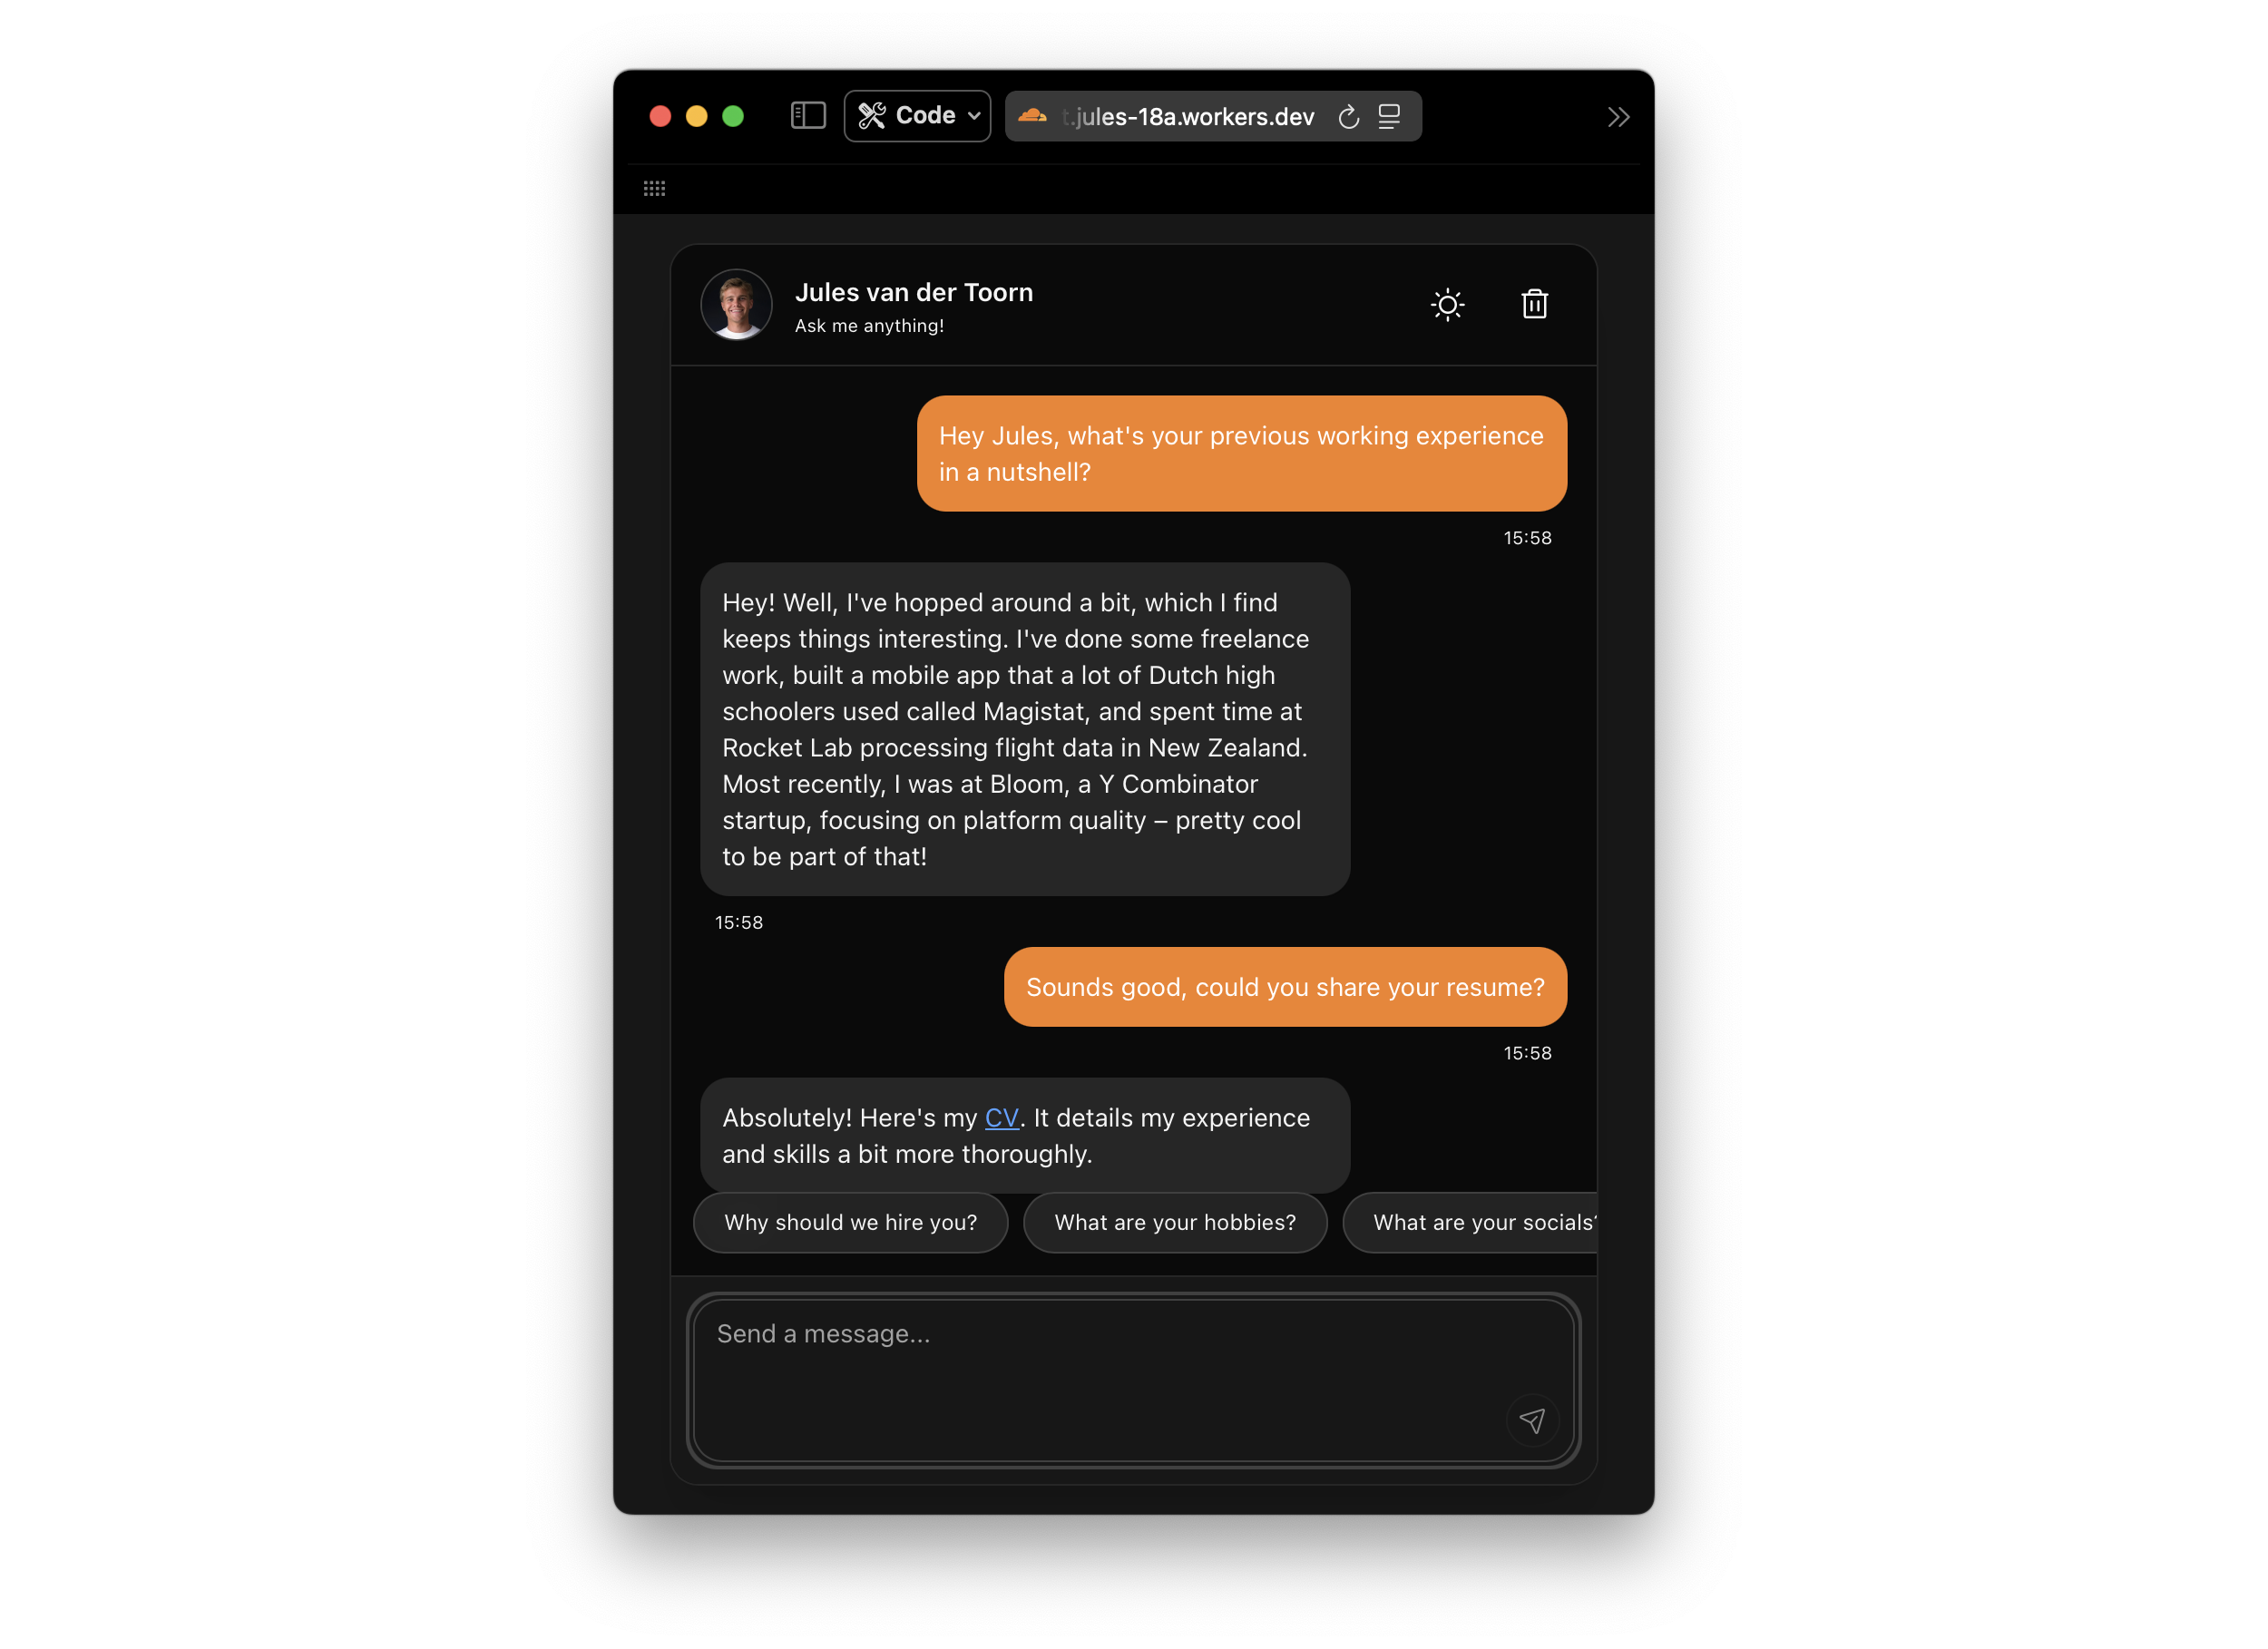 Code
t.jules-18a.workers.dev
Jules van der Toorn
Ask me anything!
Hey Jules, what's your previous working experience
in a nutshell?
15:58
Hey! Well, I've hopped around a bit, which I find
keeps things interesting. I've done some freelance
work, built a mobile app that a lot of Dutch high
schoolers used called Magistat, and spent time at
Rocket Lab processing flight data in New Zealand.
Most recently, I was at Bloom, a Y Combinator
startup, focusing on platform quality – pretty cool
to be part of that!
15:58
Sounds good, could you share your resume?
15:58
Absolutely! Here's my CV. It details my experience
and skills a bit more thoroughly.
Why should we hire you? What are your hobbies? What are your socials?
Send a message...